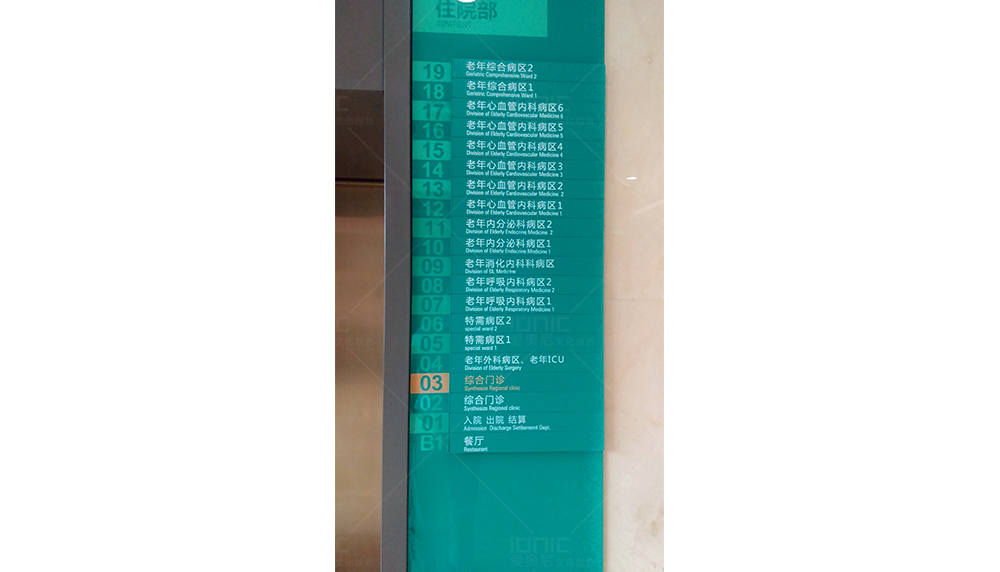 住院部
19 老年综合病区2
Geriatric Comprehensive Ward 2
18 老年综合病区1
Geriatric Comprehensive Ward 1
17 老年心血管内科病区6
Division of Elderly Cardiovascular Medicine 6
16 老年心血管内科病区5
Division of Elderly Cardiovascular Medicine 5
15 老年心血管内科病区4
Division of Elderly Cardiovascular Medicine 4
14 老年心血管内科病区3
Division of Elderly Cardiovascular Medicine 3
13 老年心血管内科病区2
Division of Elderly Cardiovascular Medicine 2
12 老年心血管内科病区1
Division of Elderly Cardiovascular Medicine 1
11 老年内分泌科病区2
Division of Elderly Endocrine Medicine 2
10 老年内分泌科病区1
Division of Elderly Endocrine Medicine 1
09 老年消化内科科病区
Division of GI. Medicine
08 老年呼吸内科病区2
Division of Elderly Respiratory Medicine 2
07 老年呼吸内科病区1
Division of Elderly Respiratory Medicine 1
06 特需病区2
special ward 2
05 特需病区1
special ward 1
04 老年外科病区、老年ICU
Division of Elderly Surgery
03 综合门诊
Synthesize Regional clinic
02 综合门诊
Synthesize Regional clinic
01 入院 出院 结算
Admission Discharge Settlement Dept.
B1 餐厅
Restaurant
IONIC
爱奥尼文化创意